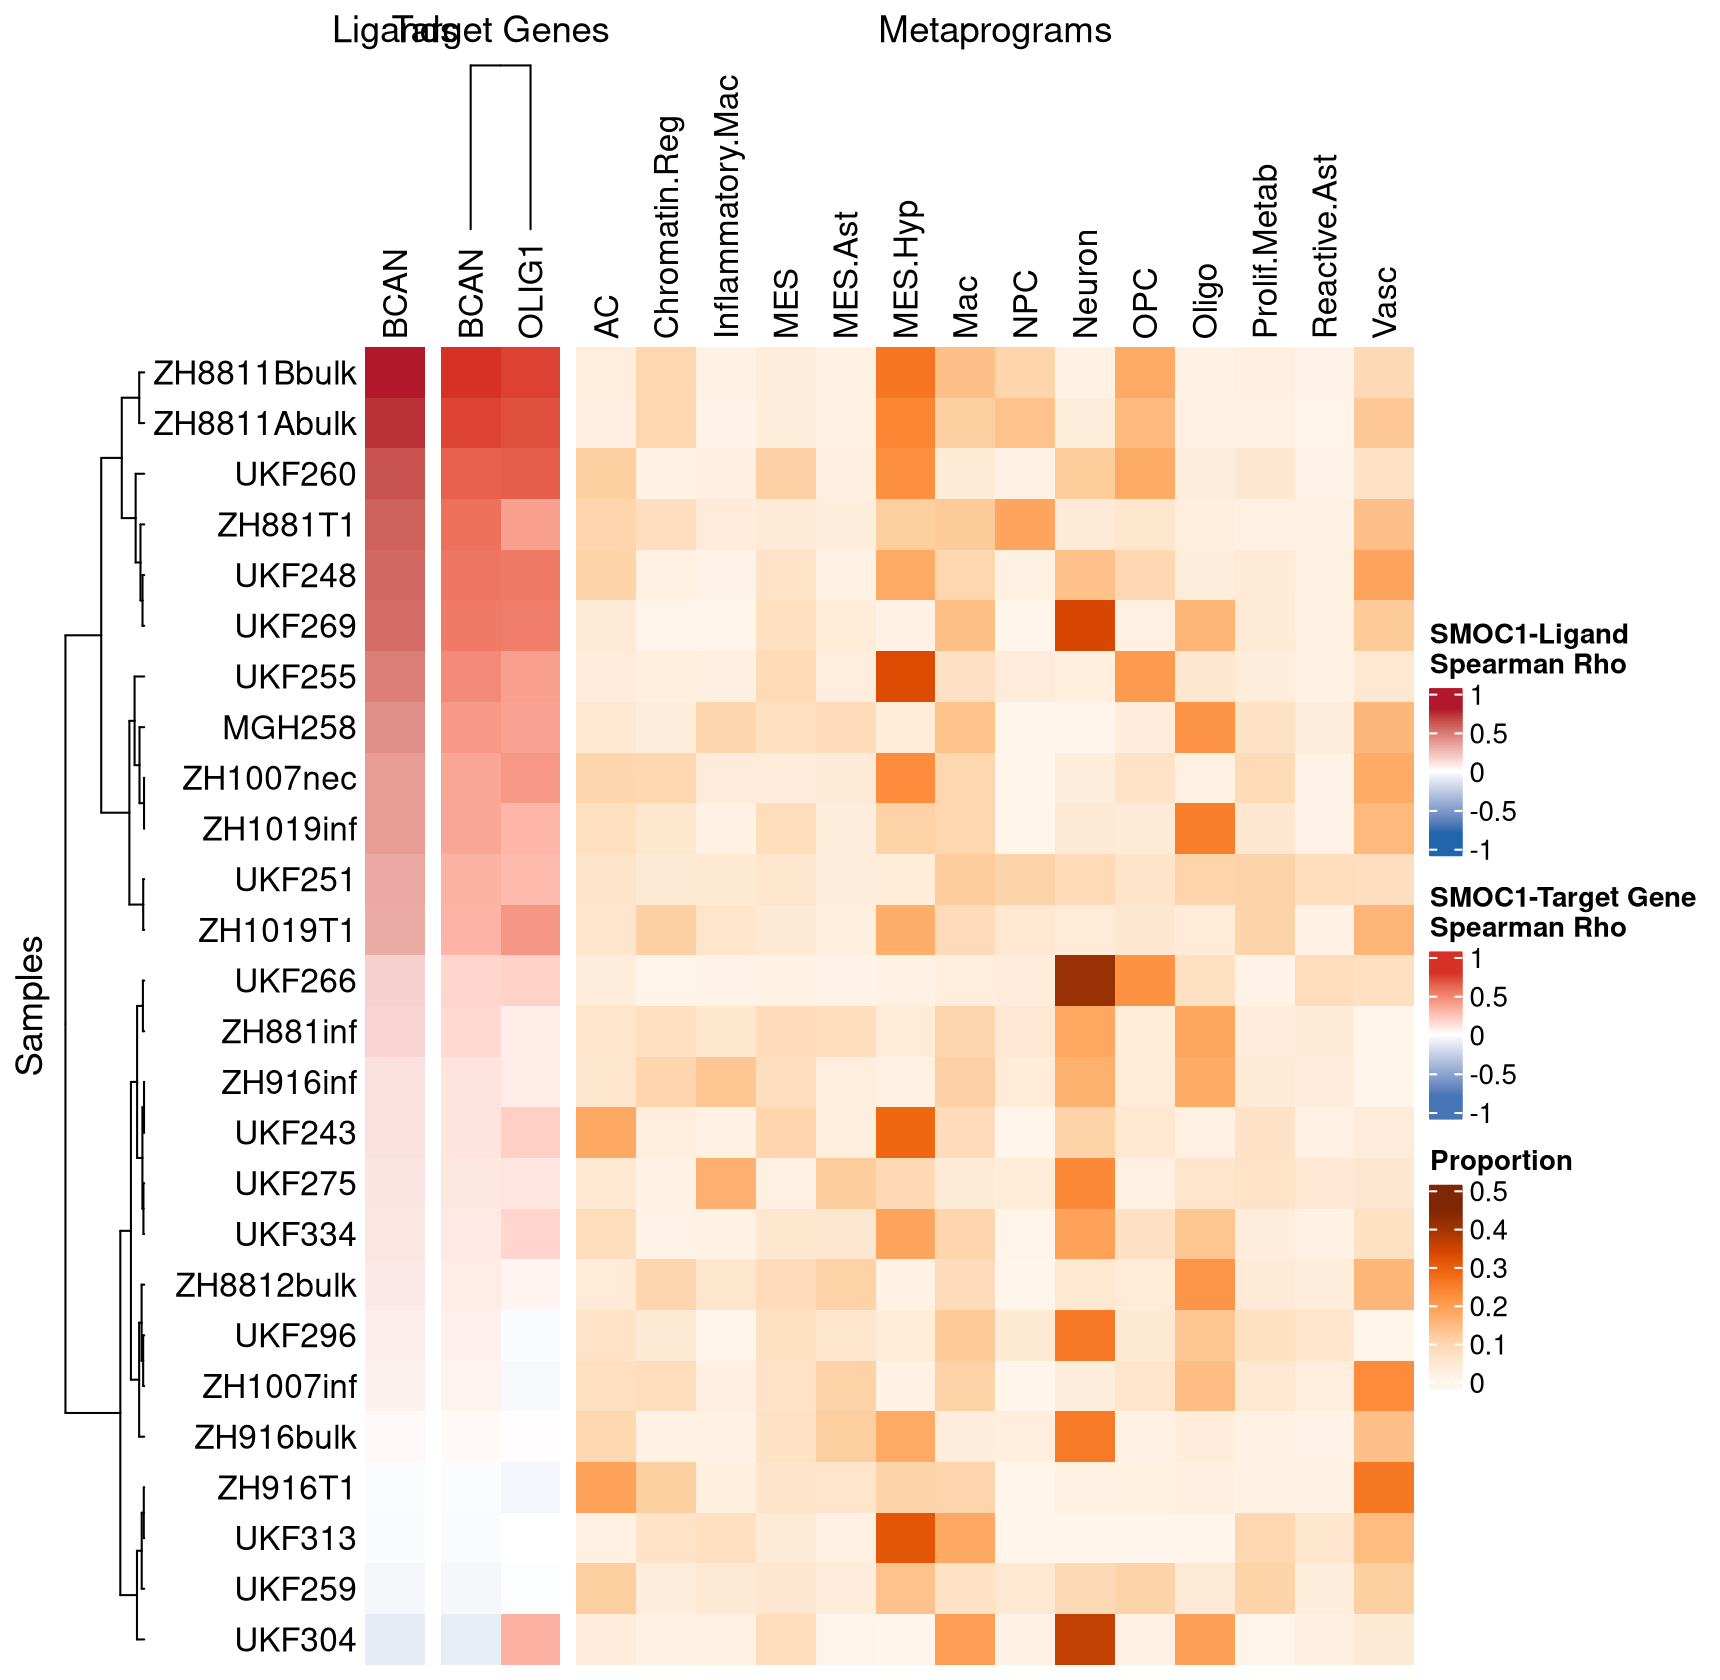 Ligands
Target Genes
Metaprograms
BCAN
BCAN
OLIG1
AC
Chromatin.Reg
Inflammatory.Mac
MES
MES.Ast
MES.Hyp
Mac
NPC
Neuron
OPC
Oligo
Prolif.Metab
Reactive.Ast
Vasc
Samples
ZH8811Bbulk
ZH8811Abulk
UKF260
ZH881T1
UKF248
UKF269
UKF255
MGH258
ZH1007nec
ZH1019inf
UKF251
ZH1019T1
UKF266
ZH881inf
ZH916inf
UKF243
UKF275
UKF334
ZH8812bulk
UKF296
ZH1007inf
ZH916bulk
ZH916T1
UKF313
UKF259
UKF304
SMOC1-Ligand
Spearman Rho
1
0.5
0
-0.5
-1
SMOC1-Target Gene
Spearman Rho
1
0.5
0
-0.5
-1
Proportion
0.5
0.4
0.3
0.2
0.1
0